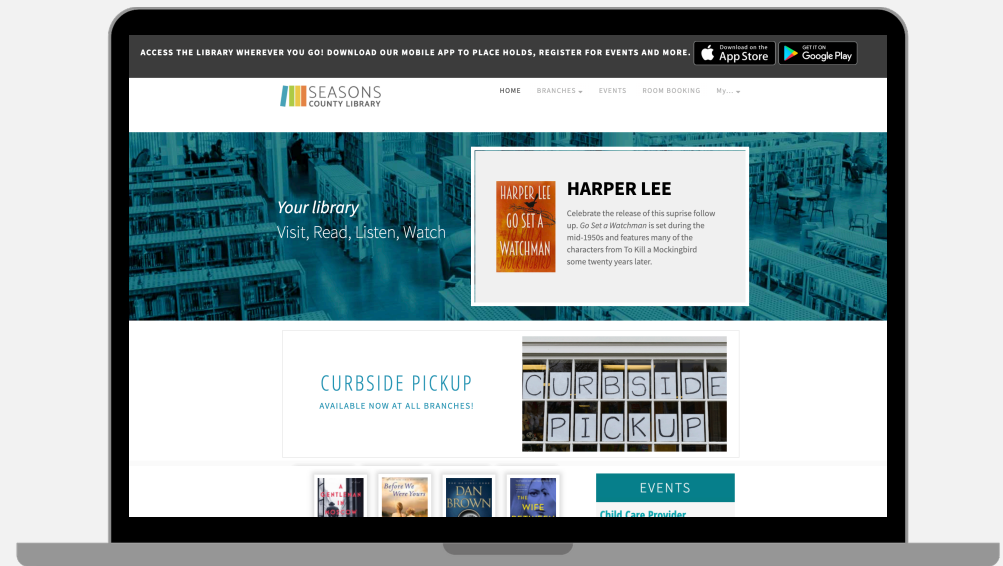 ACCESS THE LIBRARY WHEREVER YOU GO! DOWNLOAD OUR MOBILE APP TO PLACE HOLDS, REGISTER FOR EVENTS AND MORE.
Download on the
App Store
GET IT ON
Google Play
SEASONS
COUNTY LIBRARY
HOME BRANCHES EVENTS ROOM BOOKING My...
Your library
Visit, Read, Listen, Watch
HARPER LEE
GO SET A
WATCHMAN
MOCKINGBIRD
HARPER LEE
Celebrate the release of this suprise follow
up. Go Set a Watchman is set during the
mid-1950s and features many of the
characters from To Kill a Mockingbird
some twenty years later.
CURBSIDE PICKUP
AVAILABLE NOW AT ALL BRANCHES!
CURBSIDE
PICKUP
A
GENTLEMAN
IN
Before We
Were Yours
DAN
BROWN
THE
WIFE
EVENTS
Child Care Provider